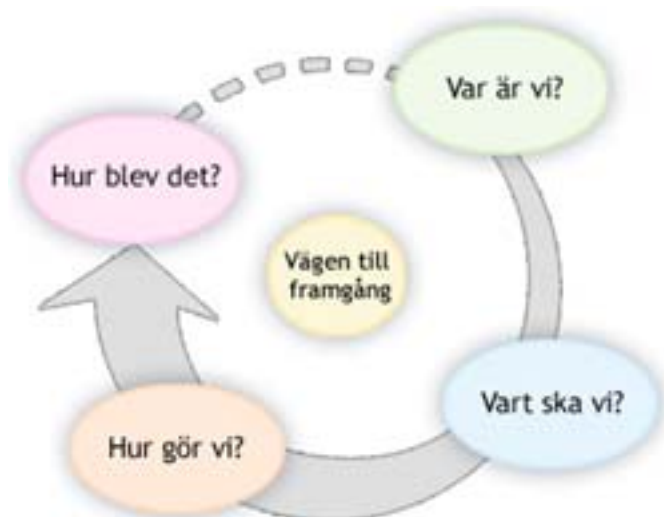 Var är vi?
Hur blev det?
Vägen till
framgång
Vart ska vi?
Hur gör vi?